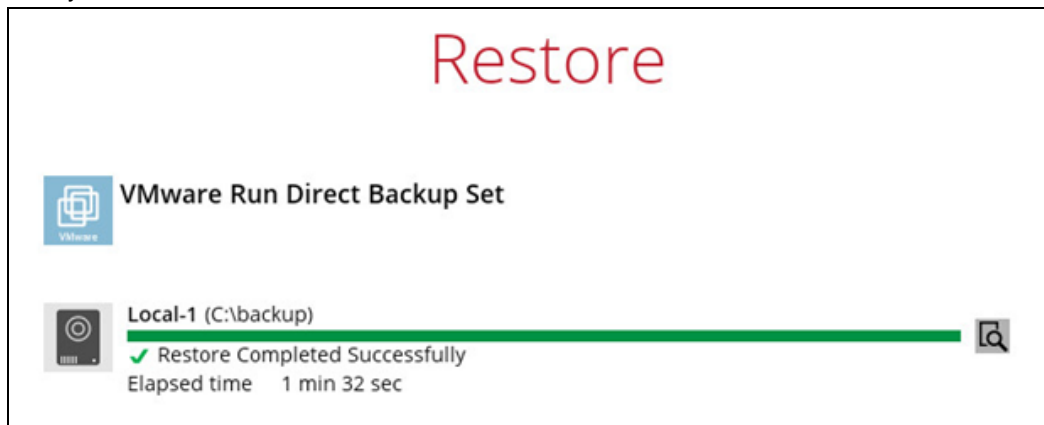 Restore
VMware Run Direct Backup Set
VMware
Local-1 (C:\backup)
Restore Completed Successfully
Elapsed time 1 min 32 sec